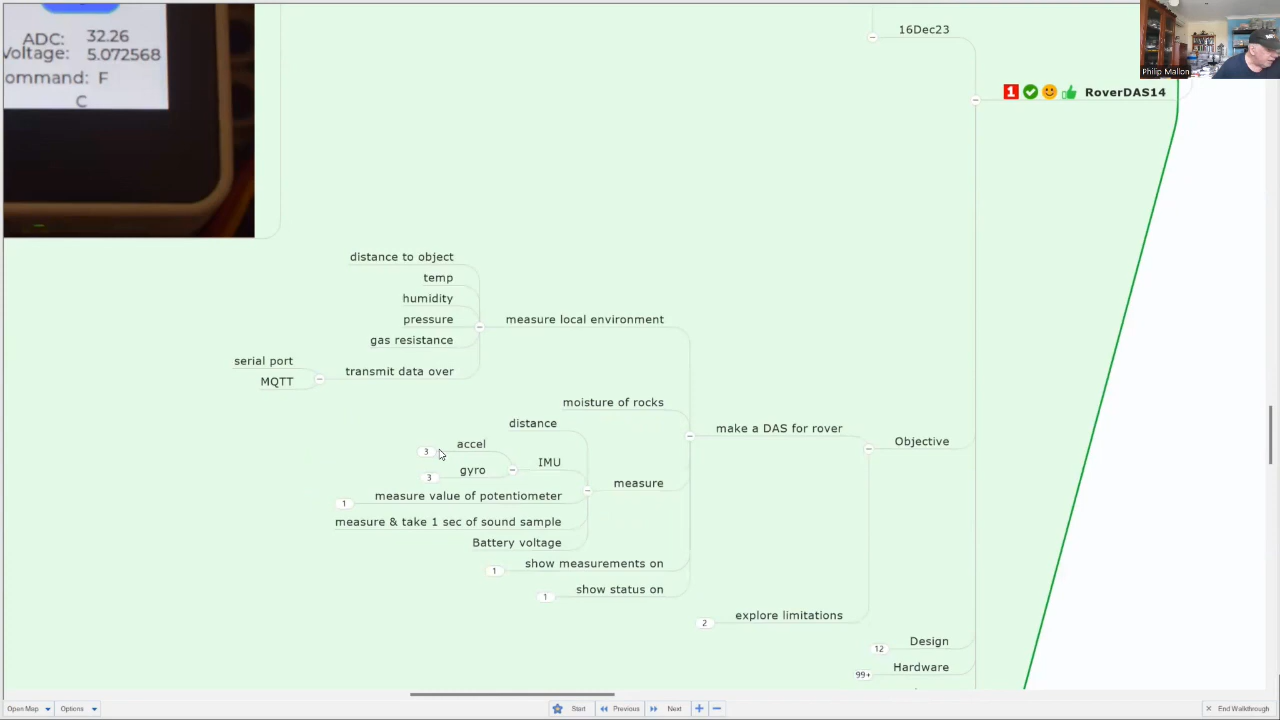 ADC: 32.26
Voltage: 5.072568
ommand: F
C
16Dec23
Philip Mallon
1 RoverDAS14
distance to object
temp
humidity
pressure
gas resistance
measure local environment
serial port
MQTT
transmit data over
moisture of rocks
distance
make a DAS for rover
Objective
accel
3
IMU
gyro
3
measure
measure value of potentiometer
1
measure & take 1 sec of sound sample
Battery voltage
show measurements on
1
show status on
1
explore limitations
2
Design
12
Hardware
99+
Open Map
Options
Start
Previous
Next
End Walkthrough